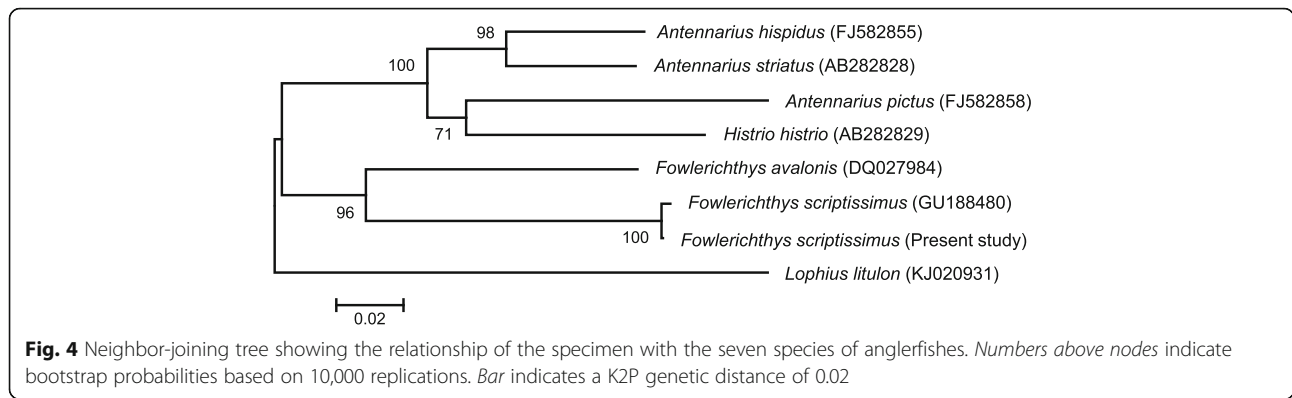 98
Antennarius hispidus (FJ582855)
100
Antennarius striatus (AB282828)
Antennarius pictus (FJ582858)
71
Histrio histrio (AB282829)
Fowlerichthys avalonis (DQ027984)
96
Fowlerichthys scriptissimus (GU188480)
100
Fowlerichthys scriptissimus (Present study)
Lophius litulon (KJ020931)
0.02
Fig. 4 Neighbor-joining tree showing the relationship of the specimen with the seven species of anglerfishes. Numbers above nodes indicate
bootstrap probabilities based on 10,000 replications. Bar indicates a K2P genetic distance of 0.02